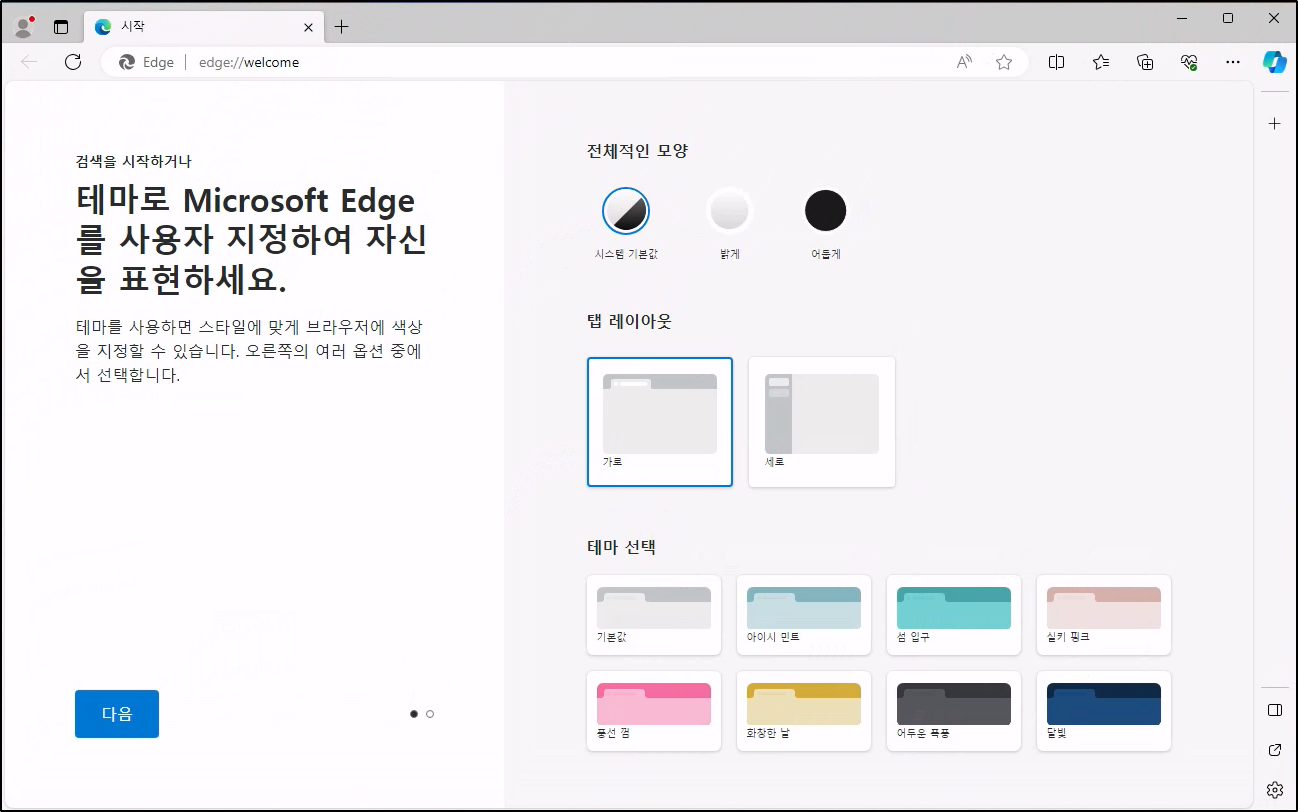 시작
Edge
edge://welcome
검색을 시작하거나
테마로 Microsoft Edge
를 사용자 지정하여 자신
을 표현하세요.
테마를 사용하면 스타일에 맞게 브라우저에 색상
을 지정할 수 있습니다. 오른쪽의 여러 옵션 중에
서 선택합니다.
다음
전체적인 모양
시스템 기본값
밝게
어둡게
탭 레이아웃
가로
세로
테마 선택
기본값
아이시 민트
섬 입구
실키 핑크
풍선 껌
화창한 날
어두운 폭풍
달빛